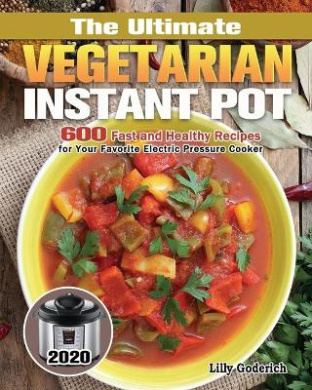 The Ultimate
VEGETARIAN
INSTANT POT
600 Fast and Healthy Recipes
for Your Favorite Electric Pressure Cooker
2020
Lilly Goderich